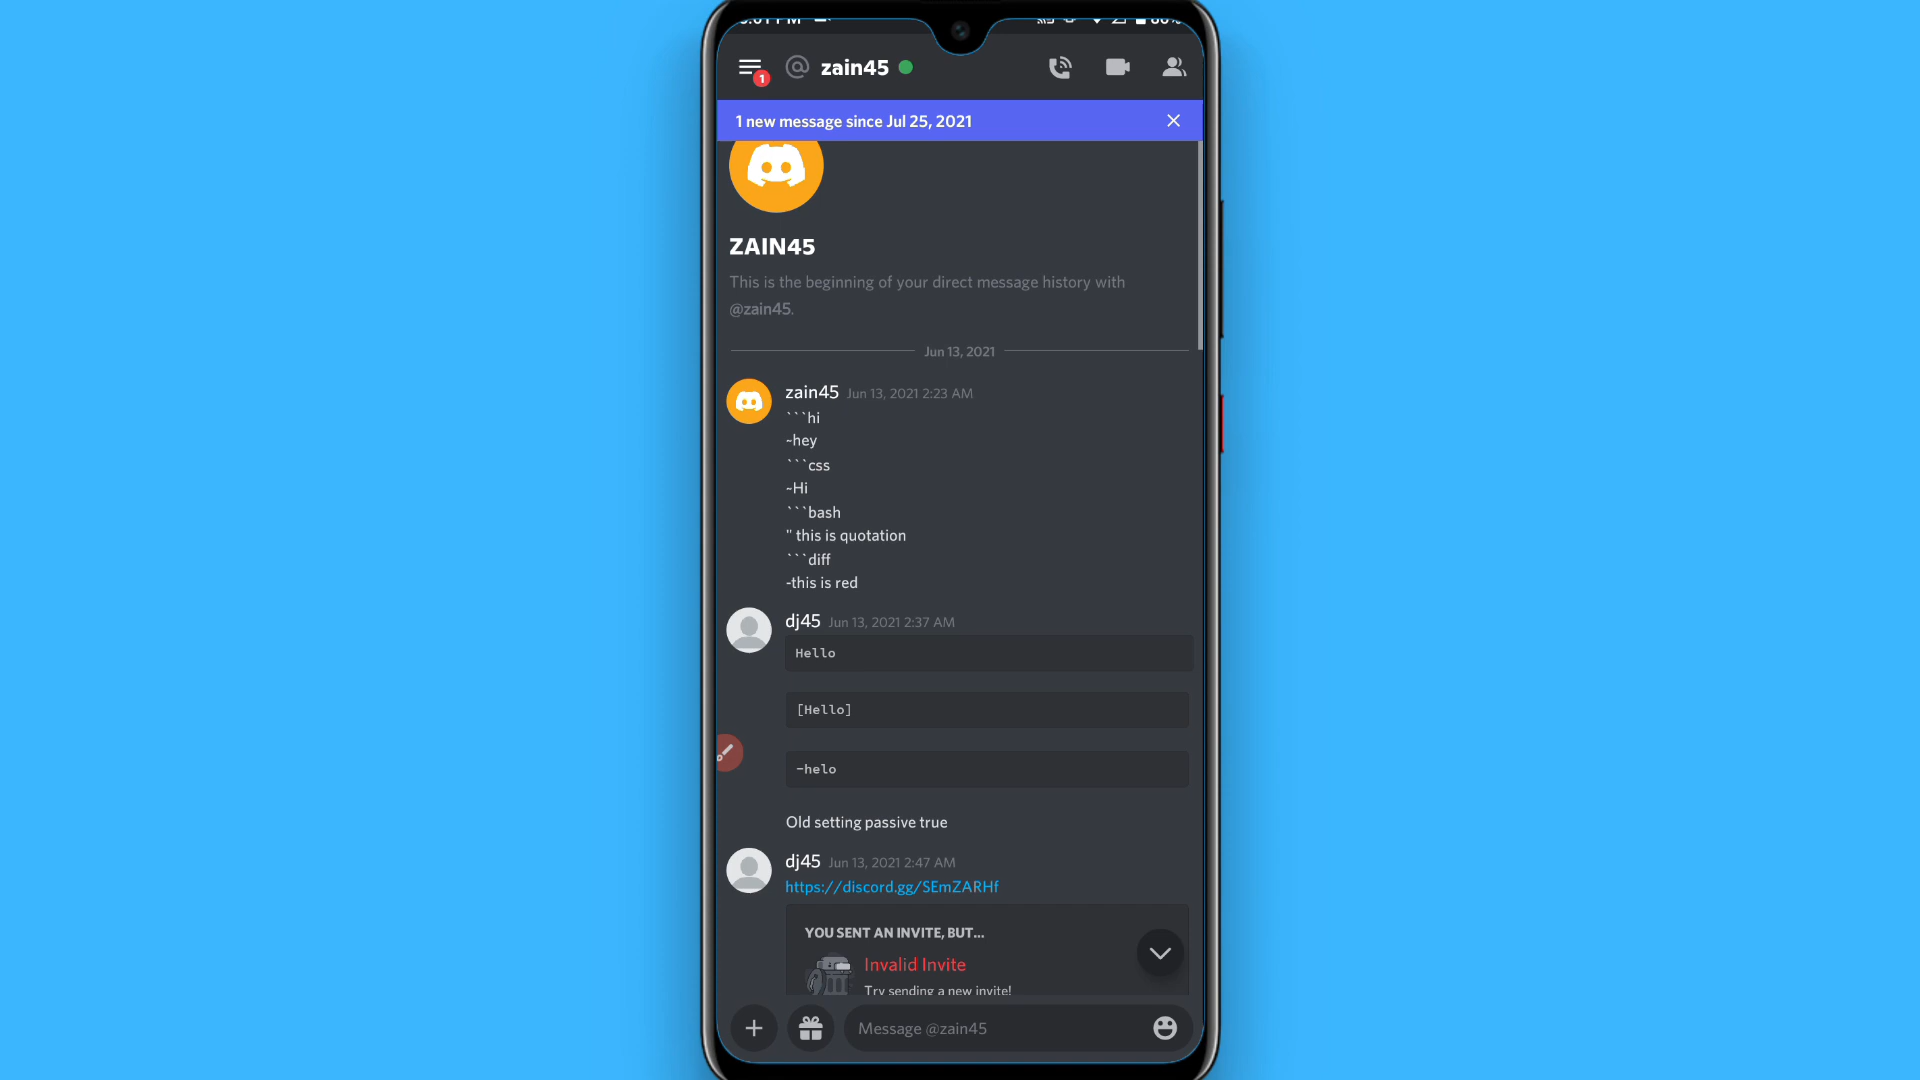 1
zain45
1 new message since Jul 25, 2021
ZAIN45
This is the beginning of your direct message history with
@zain45.
Jun 13, 2021
zain45 Jun 13, 2021 2:23 AM
```hi
~hey
```css
~Hi
```bash
" this is quotation
```diff
-this is red
dj45 Jun 13, 2021 2:37 AM
Hello
[Hello]
-helo
Old setting passive true
dj45 Jun 13, 2021 2:47 AM
https://discord.gg/SEmZARHf
YOU SENT AN INVITE, BUT...
Invalid Invite
Try sending a new invite!
Message @zain45